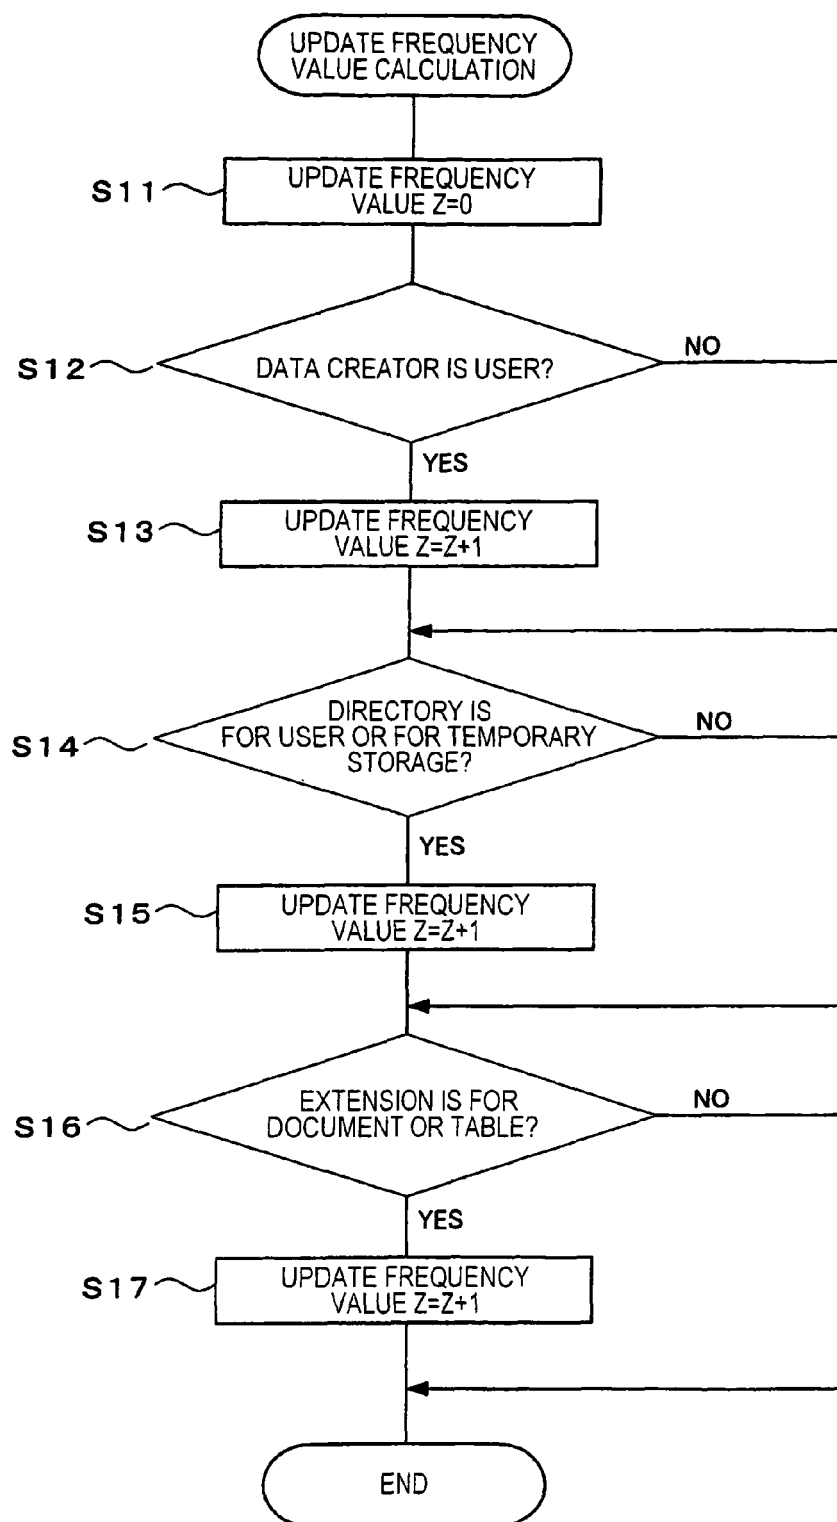 UPDATE FREQUENCY
VALUE CALCULATION
S11
UPDATE FREQUENCY
VALUE Z=0
S12
DATA CREATOR IS USER?
NO
YES
S13
UPDATE FREQUENCY
VALUE Z=Z+1
S14
DIRECTORY IS
FOR USER OR FOR TEMPORARY
STORAGE?
NO
YES
S15
UPDATE FREQUENCY
VALUE Z=Z+1
S16
EXTENSION IS FOR
DOCUMENT OR TABLE?
NO
YES
S17
UPDATE FREQUENCY
VALUE Z=Z+1
END